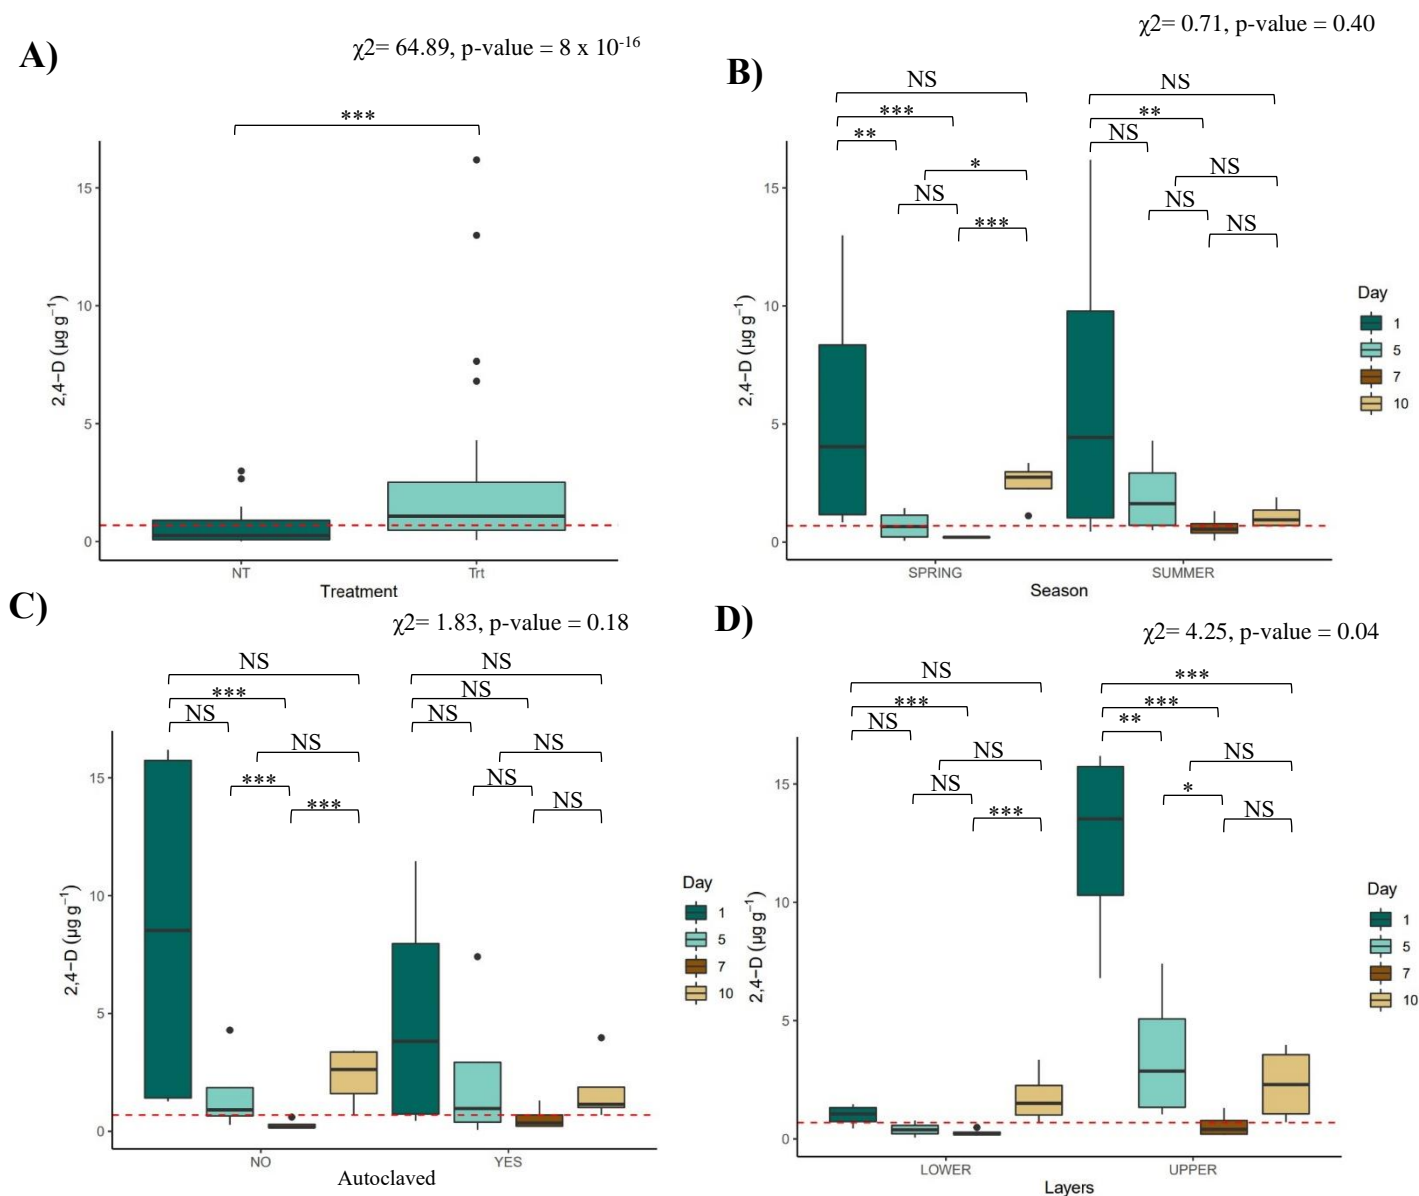 A)
χ2= 64.89, p-value = 8 x 10-16
***
15
10
5
0
2,4−D (µg g−1)
NT Trt
Treatment
B)
χ2= 0.71, p-value = 0.40
NS NS
*** **
** NS
* NS
NS NS
*** NS
15
10
5
0
2,4−D (µg g−1)
SPRING SUMMER
Season
Day
1
5
7
10
C)
χ2= 1.83, p-value = 0.18
NS NS
*** NS
NS NS
NS NS
*** NS
*** NS
15
10
5
0
2,4−D (µg g−1)
NO YES
Autoclaved
Day
1
5
7
10
D)
χ2= 4.25, p-value = 0.04
NS ***
*** ***
NS **
NS NS
NS *
*** NS
15
10
5
0
2,4−D (µg g−1)
LOWER UPPER
Layers
Day
1
5
7
10